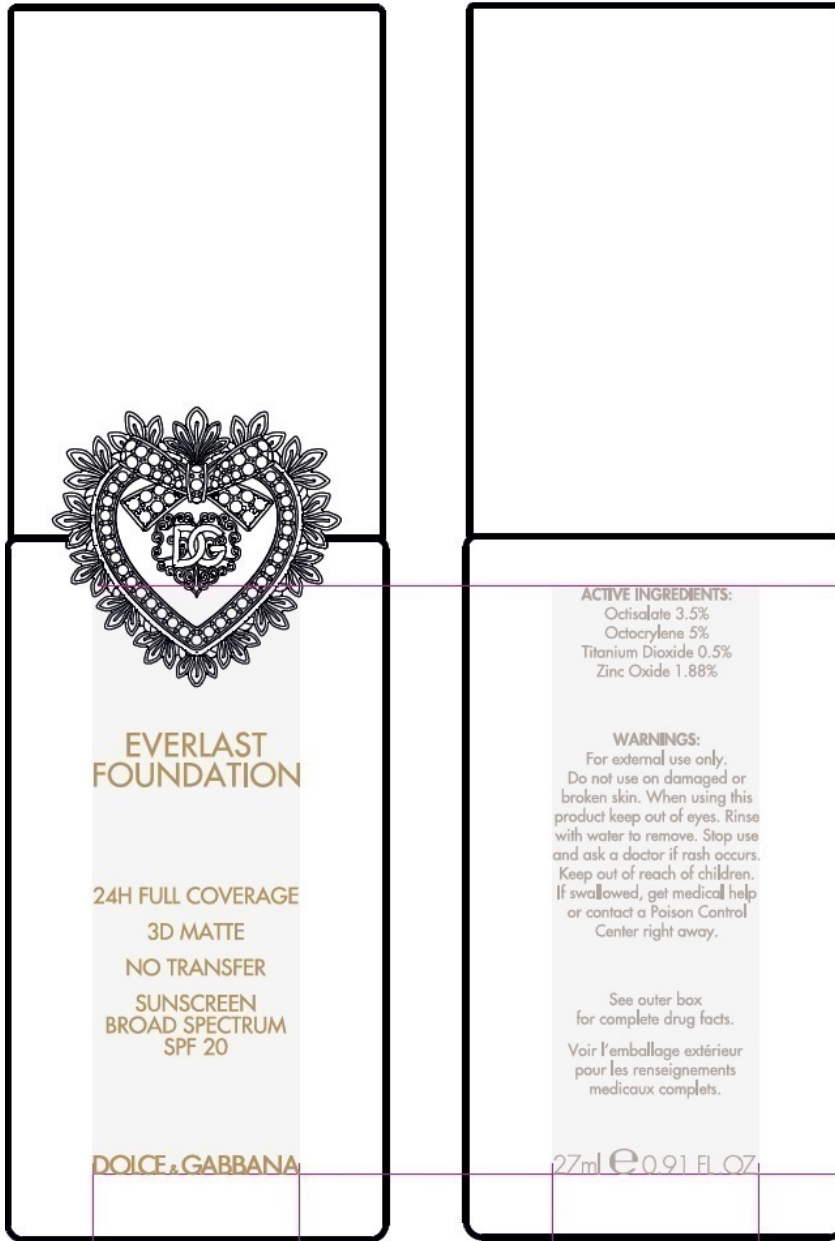 DG
EVERLAST
FOUNDATION
24H FULL COVERAGE
3D MATTE
NO TRANSFER
SUNSCREEN
BROAD SPECTRUM
SPF 20
DOLCE & GABBANA
ACTIVE INGREDIENTS:
Octisalate 3.5%
Octocrylene 5%
Titanium Dioxide 0.5%
Zinc Oxide 1.88%
WARNINGS:
For external use only.
Do not use on damaged or
broken skin. When using this
product keep out of eyes. Rinse
with water to remove. Stop use
and ask a doctor if rash occurs.
Keep out of reach of children.
If swallowed, get medical help
or contact a Poison Control
Center right away.
See outer box
for complete drug facts.
Voir l'emballage extérieur
pour les renseignements
medicaux complets.
27ml ℮ 0.91 FL.OZ.